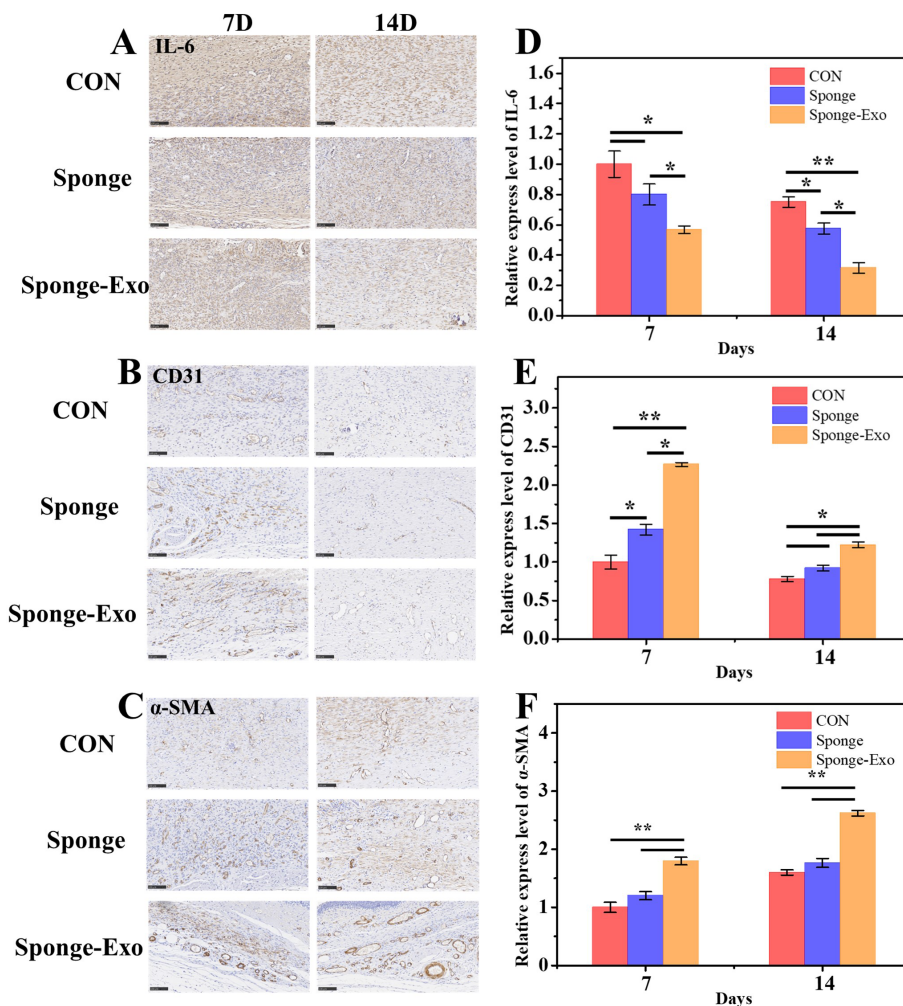 7D 14D
A IL-6
CON
Sponge
Sponge-Exo
B CD31
CON
Sponge
Sponge-Exo
C α-SMA
CON
Sponge
Sponge-Exo
D
Relative express level of IL-6
1.6
1.4
1.2
1.0
0.8
0.6
0.4
0.2
0.0
CON
Sponge
Sponge-Exo
*
*
**
*
*
7 14
Days
E
Relative express level of CD31
3.0
2.5
2.0
1.5
1.0
0.5
0.0
CON
Sponge
Sponge-Exo
**
*
*
*
7 14
Days
F
Relative express level of α-SMA
4
3
2
1
0
CON
Sponge
Sponge-Exo
**
**
7 14
Days